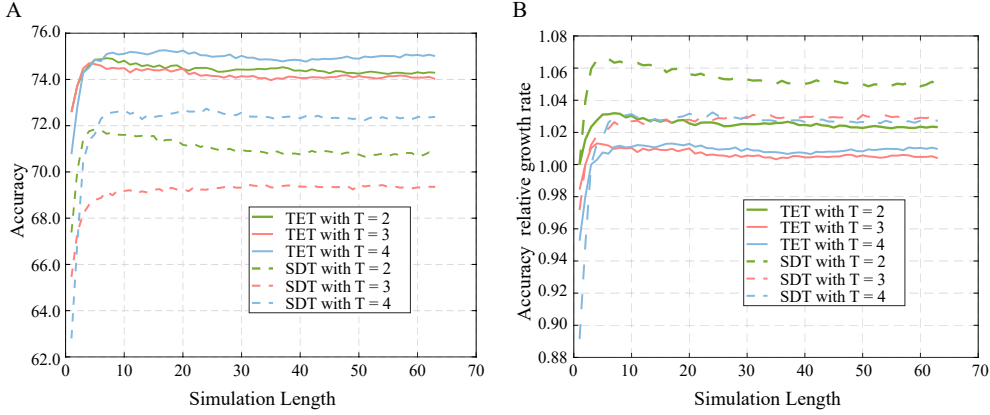 A
76.0
74.0
72.0
69.0
68.0
66.0
64.0
62.0
Accuracy
TET with T = 2
TET with T = 3
TET with T = 4
SDT with T = 2
SDT with T = 3
SDT with T = 4
0 10 20 30 40 50 60 70
Simulation Length
B
1.08
1.06
1.04
1.02
1.00
0.98
0.96
0.94
0.92
0.90
0.88
Accuracy relative growth rate
TET with T = 2
TET with T = 3
TET with T = 4
SDT with T = 2
SDT with T = 3
SDT with T = 4
0 10 20 30 40 50 60 70
Simulation Length